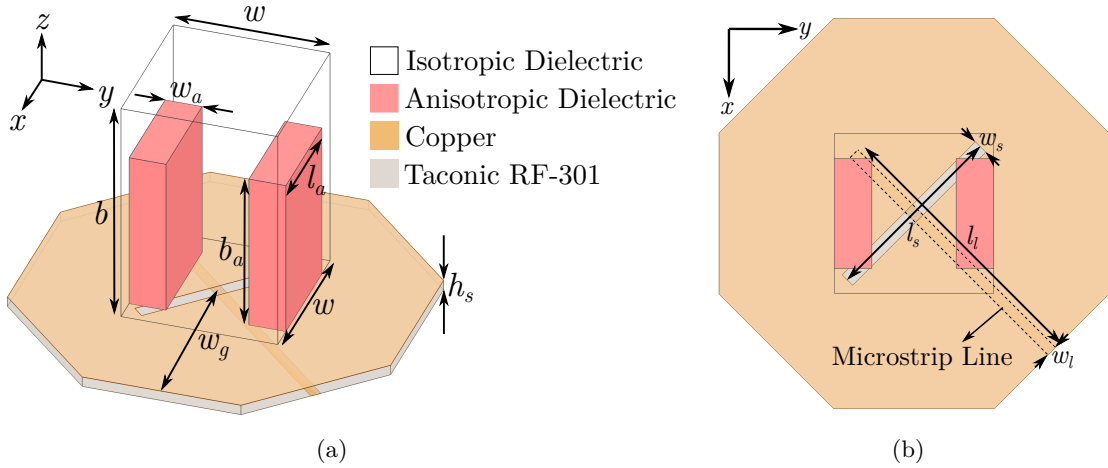 z
y
x
w
w_a
b
b_a
l_a
w
w_g
h_s
Isotropic Dielectric
Anisotropic Dielectric
Copper
Taconic RF-301
(a)
y
x
w_s
l_s
l_l
w_l
Microstrip Line
(b)